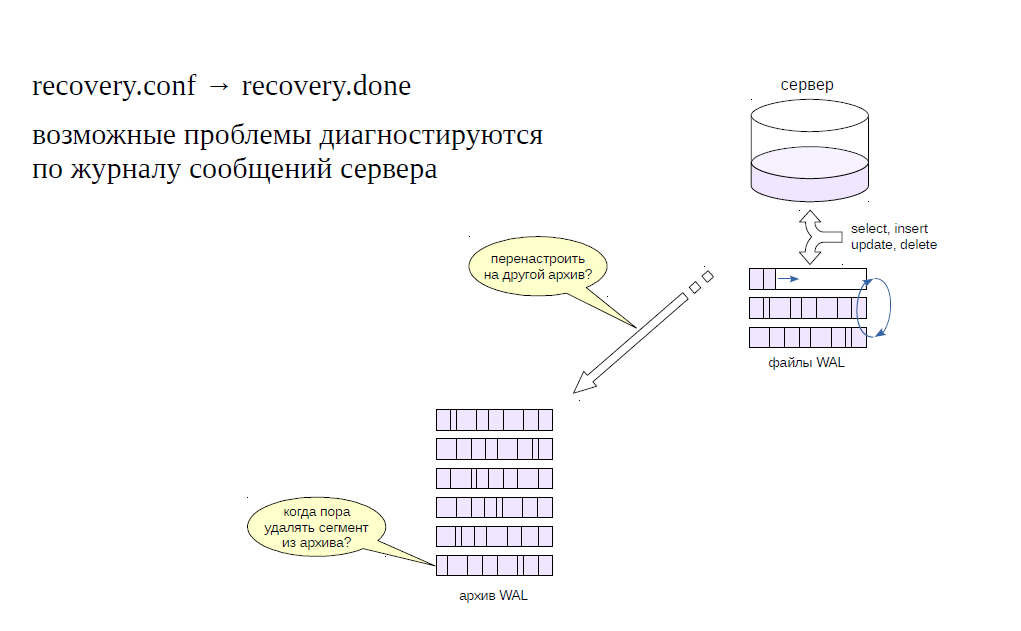 recovery.conf → recovery.done
возможные проблемы диагностируются
по журналу сообщений сервера
сервер
select, insert
update, delete
перенастроить
на другой архив?
файлы WAL
когда пора
удалять сегмент
из архива?
архив WAL